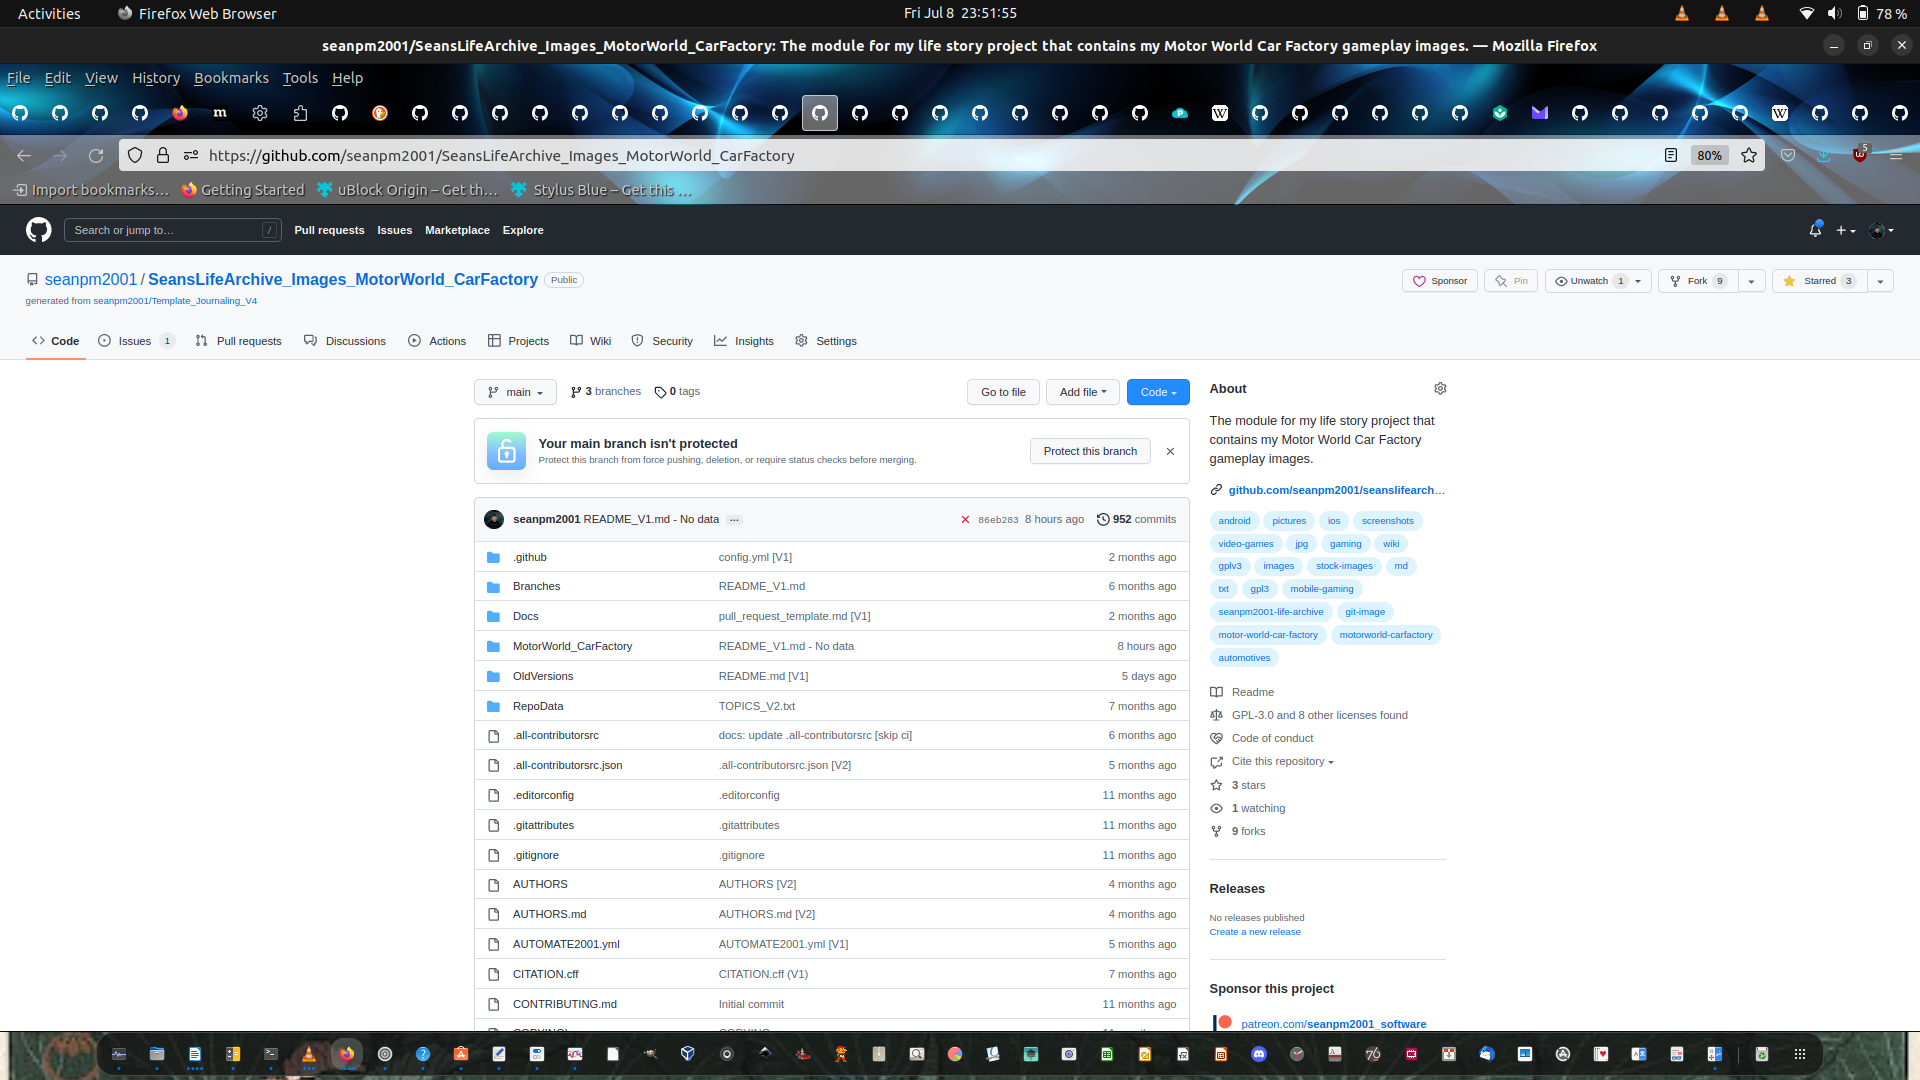 Activities Firefox Web Browser Fri Jul 8 23:51:55 78 %
seanpm2001/SeansLifeArchive_Images_MotorWorld_CarFactory: The module for my life story project that contains my Motor World Car Factory gameplay images. — Mozilla Firefox
File Edit View History Bookmarks Tools Help
https://github.com/seanpm2001/SeansLifeArchive_Images_MotorWorld_CarFactory 80% 5
Import bookmarks… Getting Started uBlock Origin – Get th… Stylus Blue – Get this …
Search or jump to… / Pull requests Issues Marketplace Explore
seanpm2001 / SeansLifeArchive_Images_MotorWorld_CarFactory Public Sponsor Pin Unwatch 1 Fork 9 Starred 3
generated from seanpm2001/Template_Journaling_V4
Code Issues 1 Pull requests Discussions Actions Projects Wiki Security Insights Settings
main 3 branches 0 tags Go to file Add file Code
Your main branch isn't protected
Protect this branch from force pushing, deletion, or require status checks before merging.
Protect this branch
seanpm2001 README_V1.md - No data ... 86eb283 8 hours ago 952 commits
.github config.yml [V1] 2 months ago
Branches README_V1.md 6 months ago
Docs pull_request_template.md [V1] 2 months ago
MotorWorld_CarFactory README_V1.md - No data 8 hours ago
OldVersions README.md [V1] 5 days ago
RepoData TOPICS_V2.txt 7 months ago
.all-contributorsrc docs: update .all-contributorsrc [skip ci] 6 months ago
.all-contributorsrc.json .all-contributorsrc.json [V2] 5 months ago
.editorconfig .editorconfig 11 months ago
.gitattributes .gitattributes 11 months ago
.gitignore .gitignore 11 months ago
AUTHORS AUTHORS [V2] 4 months ago
AUTHORS.md AUTHORS.md [V2] 4 months ago
AUTOMATE2001.yml AUTOMATE2001.yml [V1] 5 months ago
CITATION.cff CITATION.cff (V1) 7 months ago
CONTRIBUTING.md Initial commit 11 months ago
About
The module for my life story project that
contains my Motor World Car Factory
gameplay images.
github.com/seanpm2001/seanslifearch…
android pictures ios screenshots
video-games jpg gaming wiki
gplv3 images stock-images md
txt gpl3 mobile-gaming
seanpm2001-life-archive git-image
motor-world-car-factory motorworld-carfactory
automotives
Readme
GPL-3.0 and 8 other licenses found
Code of conduct
Cite this repository
3 stars
1 watching
9 forks
Releases
No releases published
Create a new release
Sponsor this project
patreon.com/seanpm2001_software